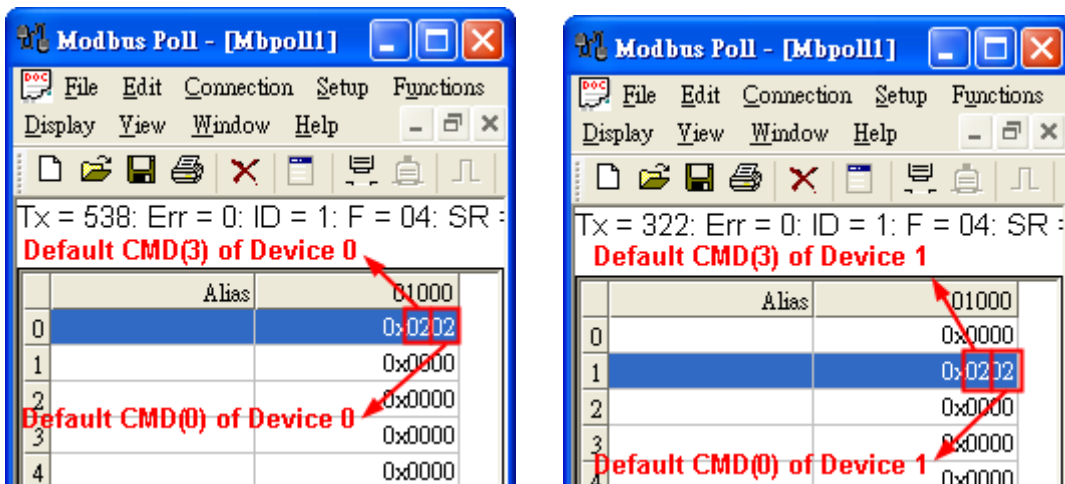 Modbus Poll - [Mbpoll1]
File Edit Connection Setup Functions
Display View Window Help
Tx = 538: Err = 0: ID = 1: F = 04: SR :
Default CMD(3) of Device 0
Alias 01000
0 0x0202
1 0x0000
2 0x0000
Default CMD(0) of Device 0
3 0x0000
4 0x0000
Modbus Poll - [Mbpoll1]
File Edit Connection Setup Functions
Display View Window Help
Tx = 322: Err = 0: ID = 1: F = 04: SR :
Default CMD(3) of Device 1
Alias 01000
0 0x0000
1 0x0202
2 0x0000
3 0x0000
Default CMD(0) of Device 1
4 0x0000